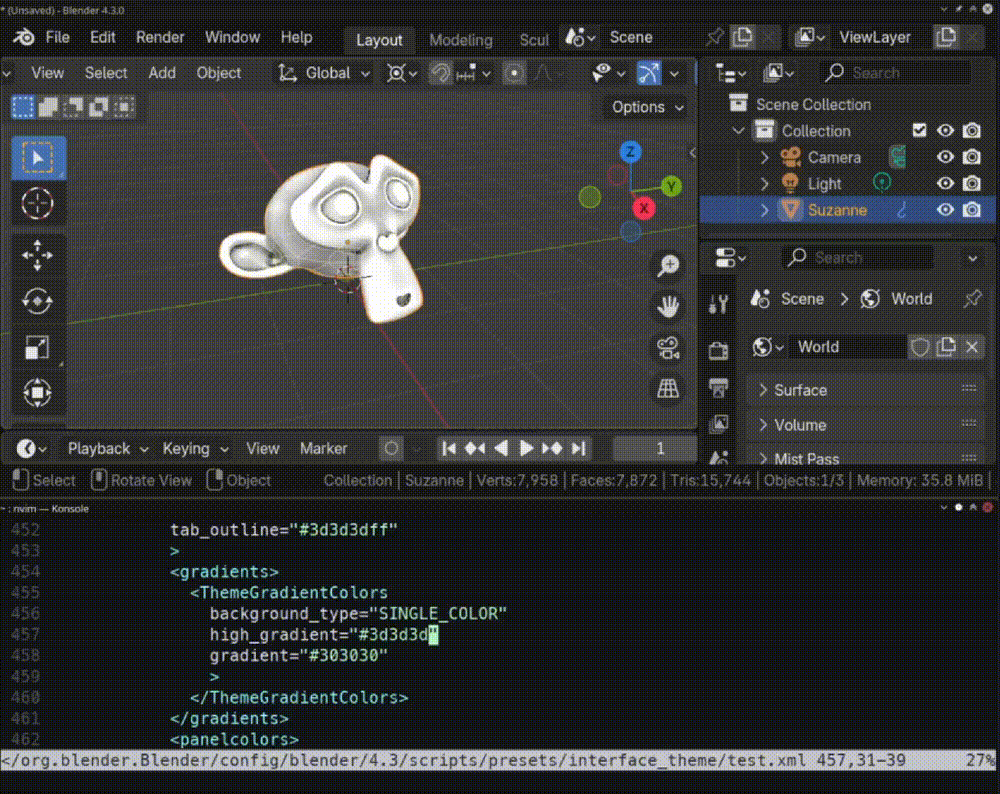 * (Unsaved) - Blender 4.3.0
File Edit Render Window Help Layout Modeling Scul Scene ViewLayer
View Select Add Object Global Search
Options
Scene Collection
Collection
Camera
Light
Suzanne
Z
Y
X
Search
Scene > World
World
Surface
Volume
Mist Pass
Playback Keying View Marker 1
Select Rotate View Object Collection | Suzanne | Verts:7,958 | Faces:7,872 | Tris:15,744 | Objects:1/3 | Memory: 35.8 MiB |
~ : nvim — Konsole
452 tab_outline="#3d3d3dff"
453 >
454 <gradients>
455 <ThemeGradientColors
456 background_type="SINGLE_COLOR"
457 high_gradient="#3d3d3d"
458 gradient="#303030"
459 >
460 </ThemeGradientColors>
461 </gradients>
462 <panelcolors>
</org.blender.Blender/config/blender/4.3/scripts/presets/interface_theme/test.xml 457,31-39 27%